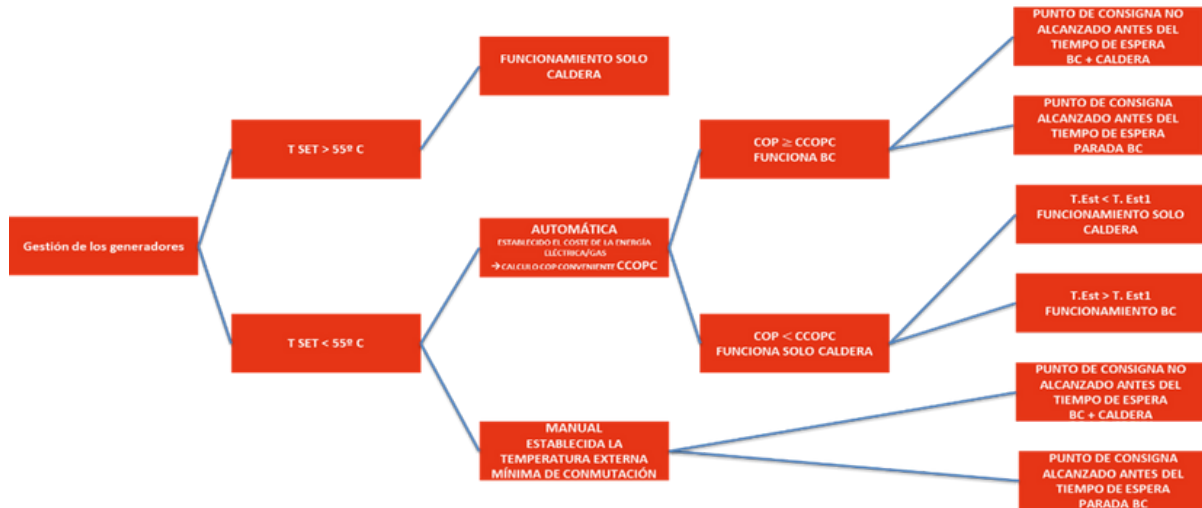 Gestión de los generadores
T SET > 55º C
T SET < 55º C
FUNCIONAMIENTO SOLO
CALDERA
AUTOMÁTICA
ESTABLECIDO EL COSTE DE LA ENERGÍA
ELÉCTRICA/GAS
→CALCULO COP CONVENIENTE CCOPC
MANUAL
ESTABLECIDA LA
TEMPERATURA EXTERNA
MÍNIMA DE CONMUTACIÓN
COP ≥ CCOPC
FUNCIONA BC
COP < CCOPC
FUNCIONA SOLO CALDERA
PUNTO DE CONSIGNA NO
ALCANZADO ANTES DEL
TIEMPO DE ESPERA
BC + CALDERA
PUNTO DE CONSIGNA
ALCANZADO ANTES DEL
TIEMPO DE ESPERA
PARADA BC
T.Est < T. Est1
FUNCIONAMIENTO SOLO
CALDERA
T.Est > T. Est1
FUNCIONAMIENTO BC
PUNTO DE CONSIGNA NO
ALCANZADO ANTES DEL
TIEMPO DE ESPERA
BC + CALDERA
PUNTO DE CONSIGNA
ALCANZADO ANTES DEL
TIEMPO DE ESPERA
PARADA BC